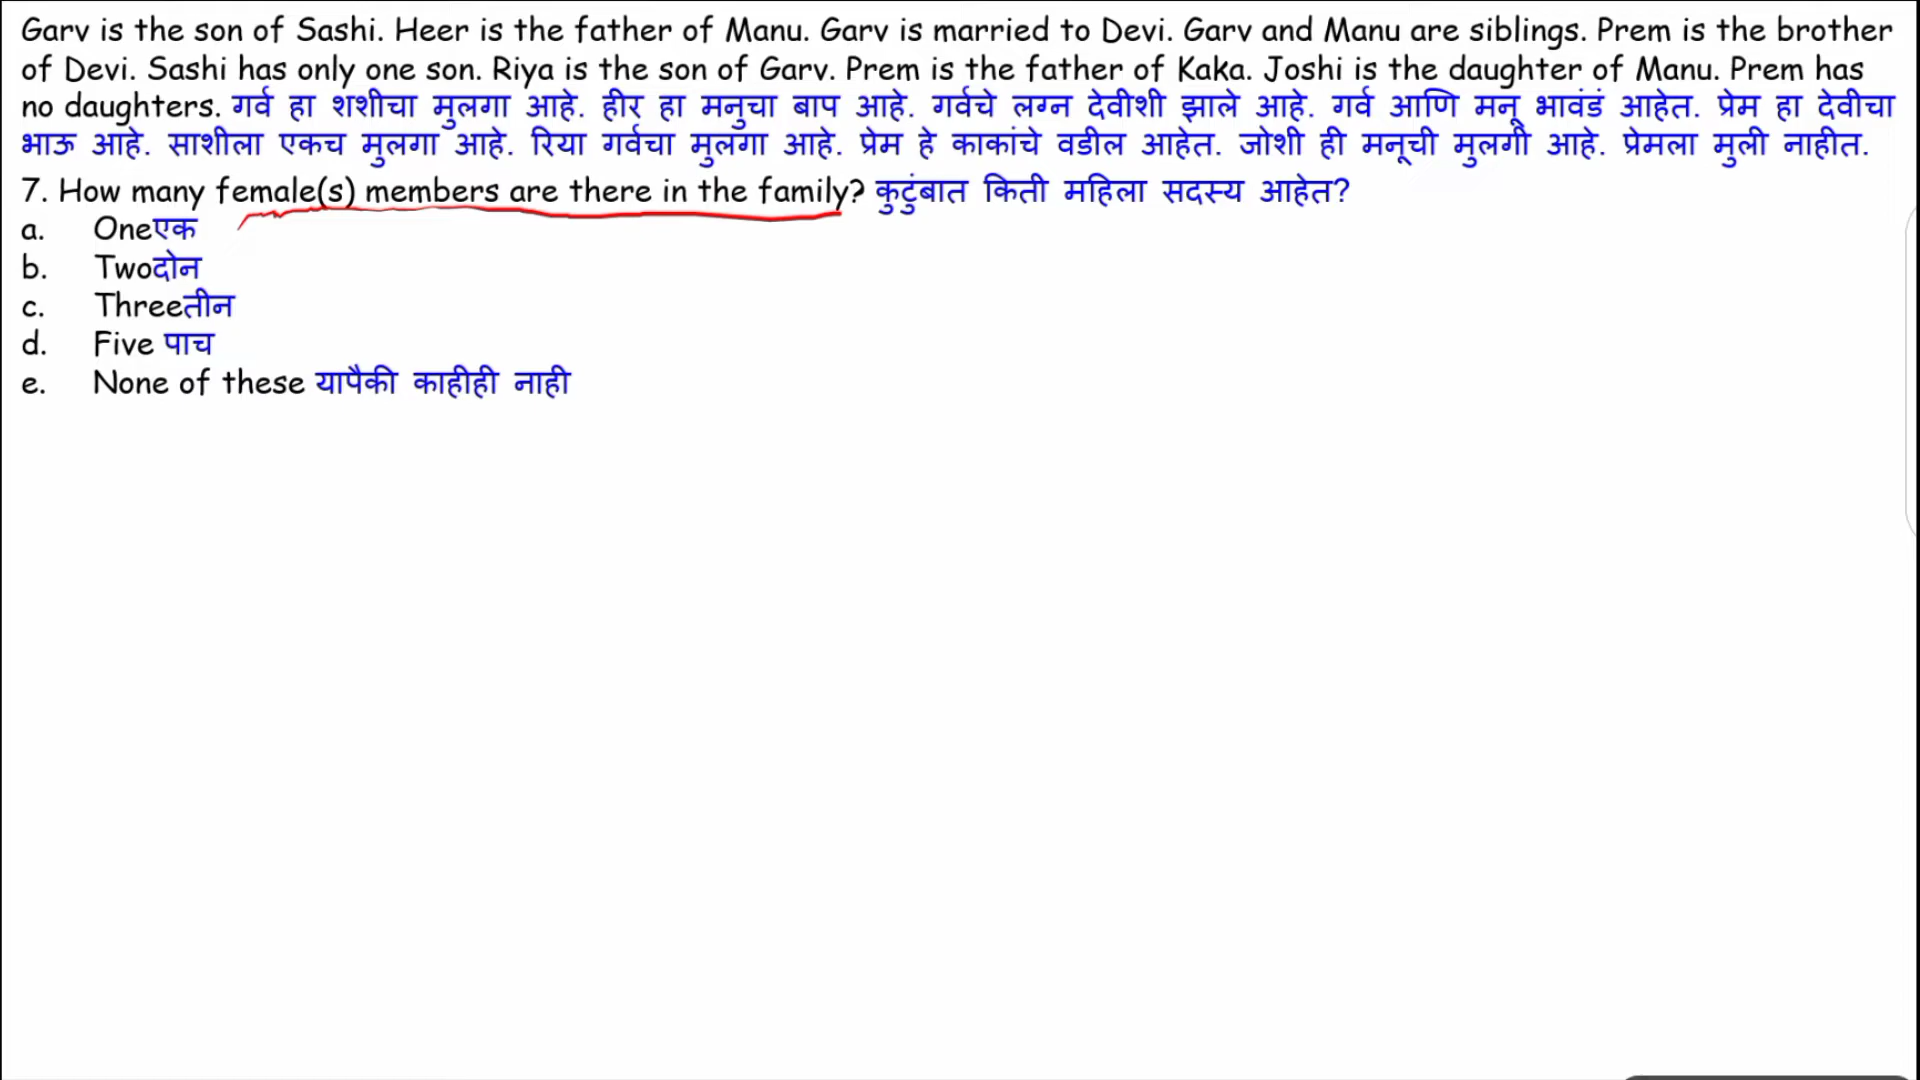 Garv is the son of Sashi. Heer is the father of Manu. Garv is married to Devi. Garv and Manu are siblings. Prem is the brother
of Devi. Sashi has only one son. Riya is the son of Garv. Prem is the father of Kaka. Joshi is the daughter of Manu. Prem has
no daughters. गर्व हा शशीचा मुलगा आहे. हीर हा मनुचा बाप आहे. गर्वचे लग्न देवीशी झाले आहे. गर्व आणि मनू भावंडं आहेत. प्रेम हा देवीचा
भाऊ आहे. साशीला एकच मुलगा आहे. रिया गर्वचा मुलगा आहे. प्रेम हे काकांचे वडील आहेत. जोशी ही मनूची मुलगी आहे. प्रेमला मुली नाहीत.
7. How many female(s) members are there in the family? कुटुंबात किती महिला सदस्य आहेत?
a. Oneएक
b. Twoदोन
c. Threeतीन
d. Five पाच
e. None of these यापैकी काहीही नाही